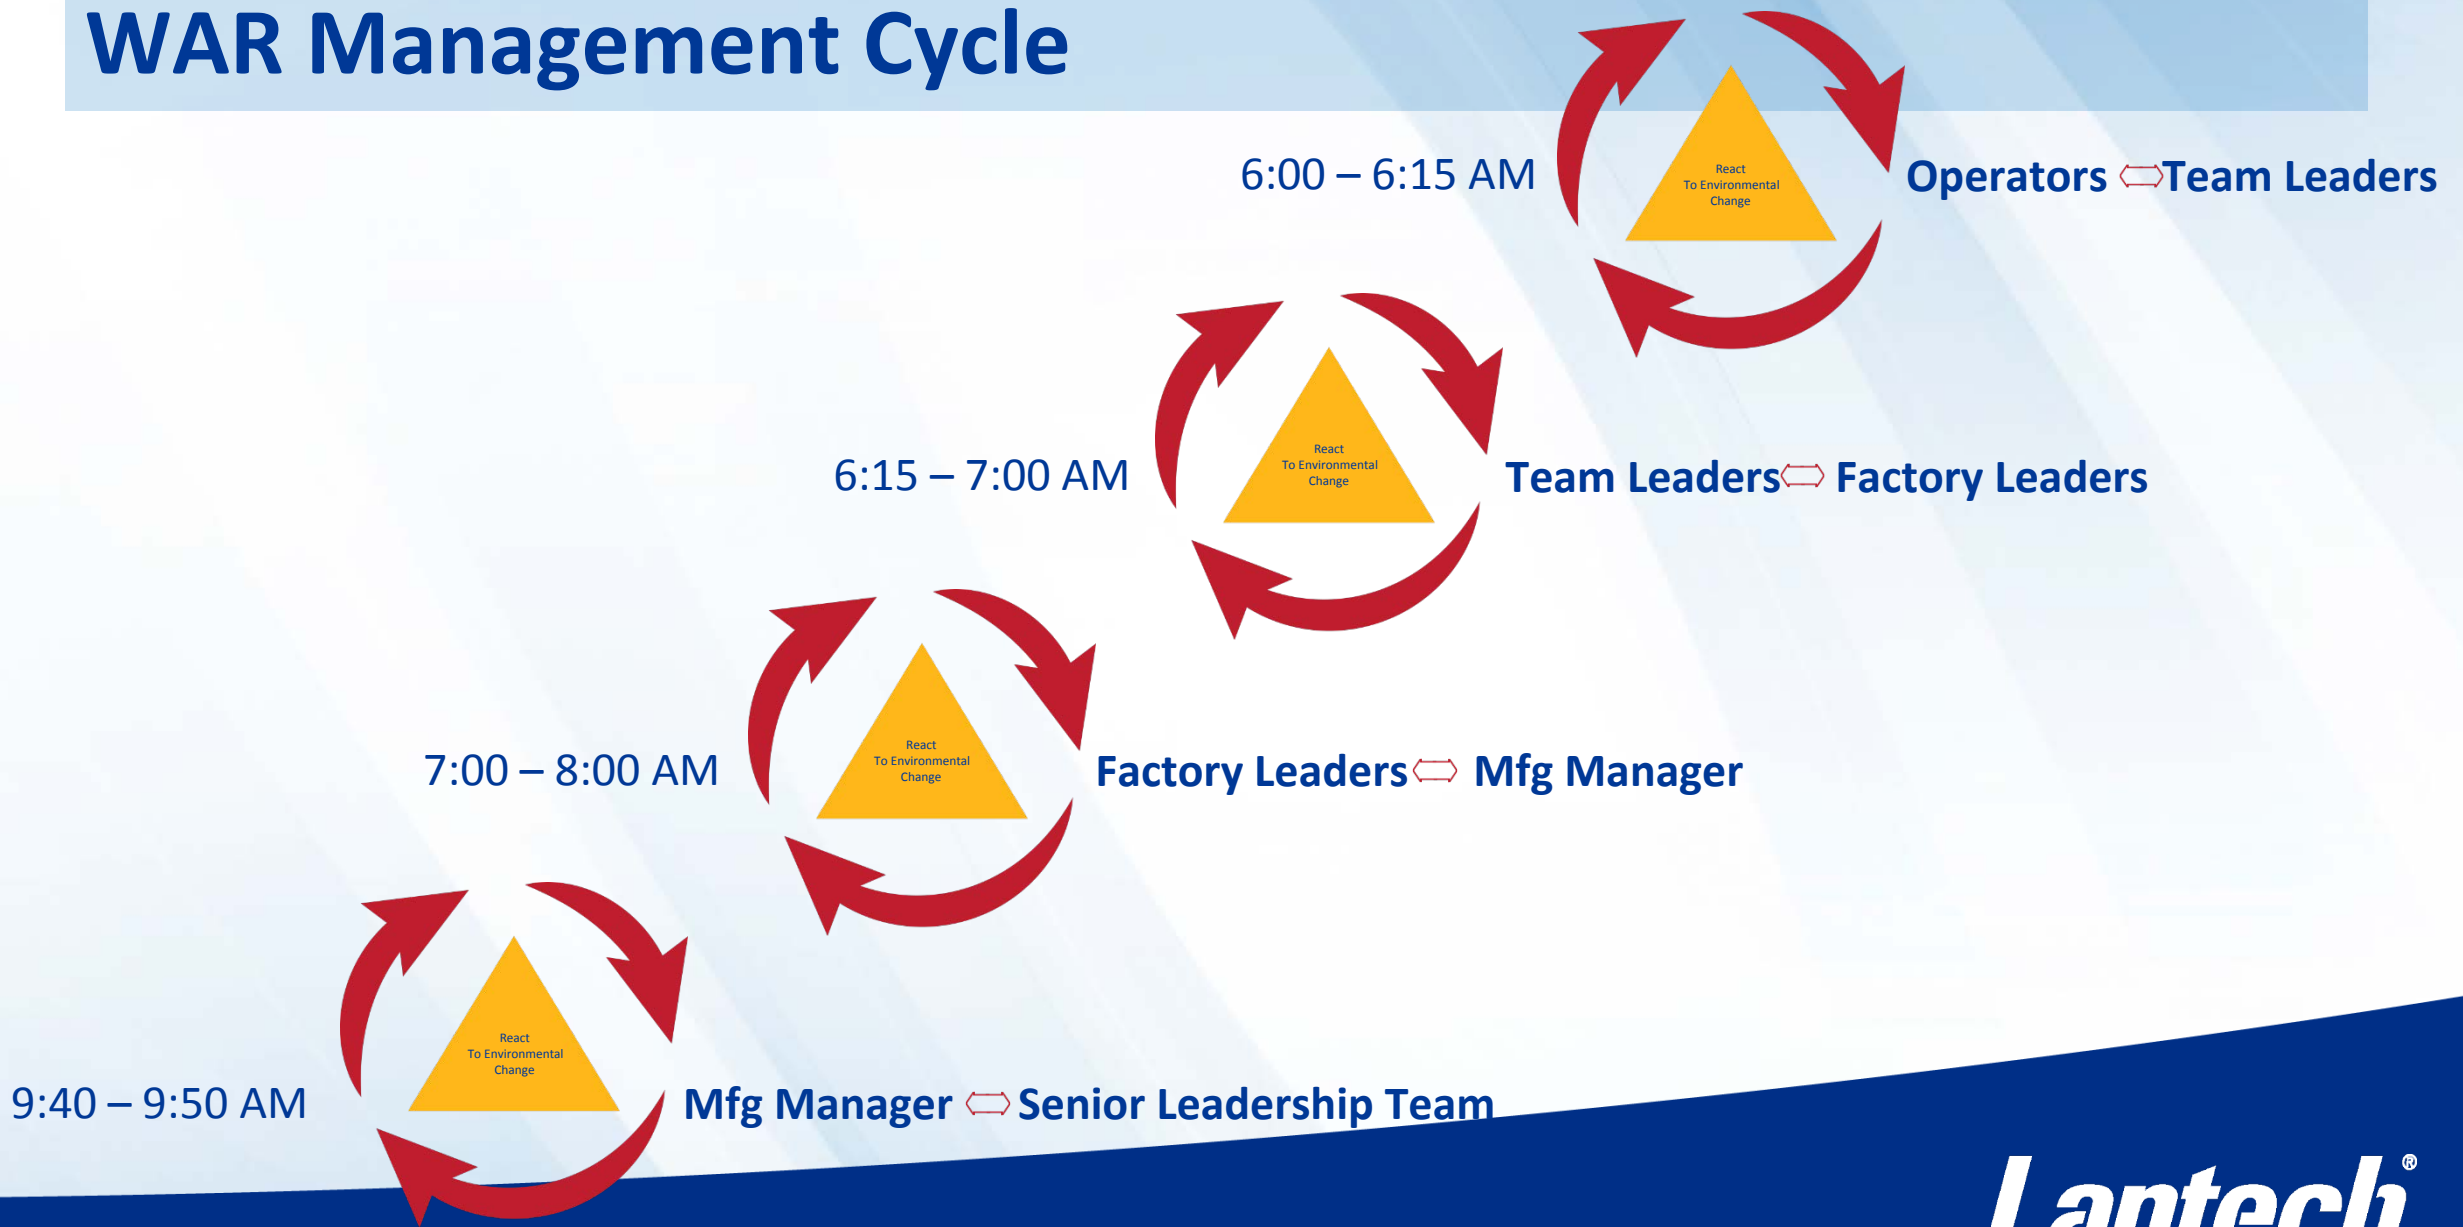 WAR Management Cycle
6:00 – 6:15 AM
React
To Environmental
Change
Operators Team Leaders
6:15 – 7:00 AM
React
To Environmental
Change
Team Leaders Factory Leaders
7:00 – 8:00 AM
React
To Environmental
Change
Factory Leaders Mfg Manager
9:40 – 9:50 AM
React
To Environmental
Change
Mfg Manager Senior Leadership Team
Lantech®